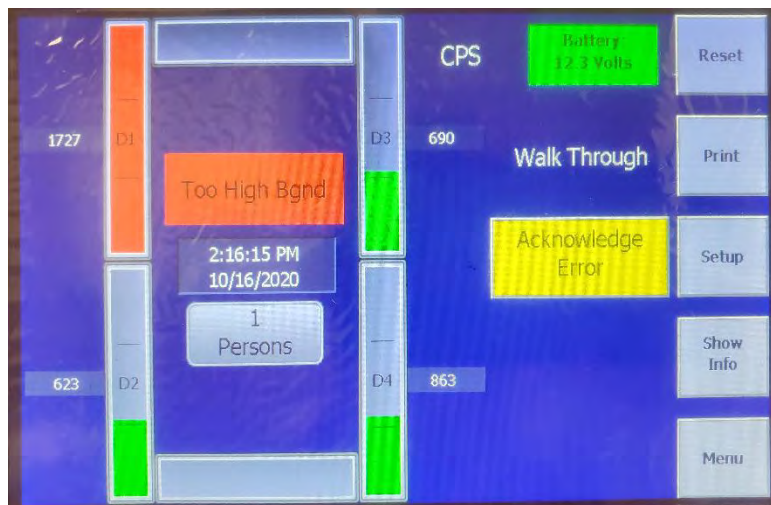 CPS
Battery
12.3 Volts
Reset
1727
D1
D3
690
Walk Through
Print
Too High Bgnd
Acknowledge
Error
2:16:15 PM
10/16/2020
Setup
1
Persons
Show
Info
623
D2
D4
863
Menu